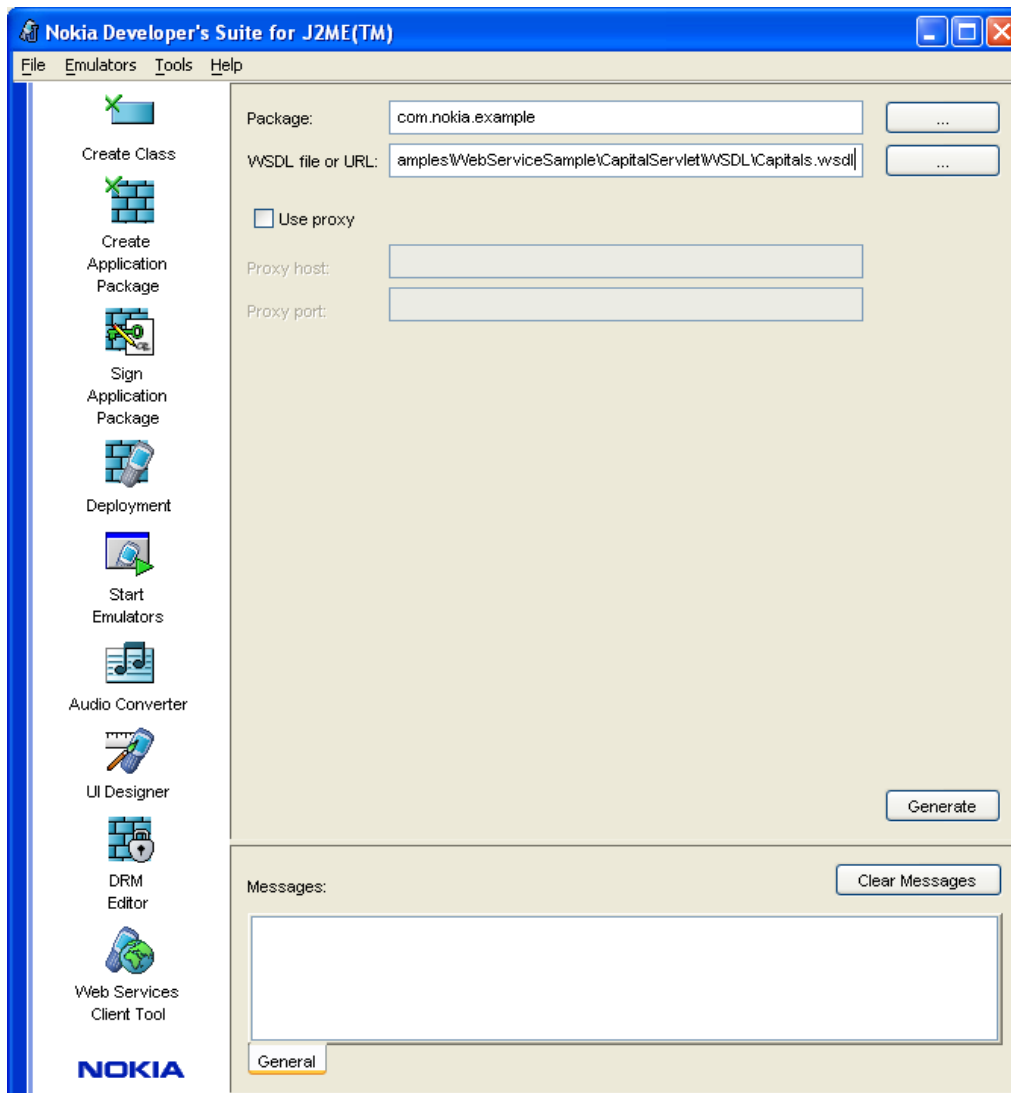 Nokia Developer's Suite for J2ME(TM)
File Emulators Tools Help
Create Class
Create
Application
Package
Sign
Application
Package
Deployment
Start
Emulators
Audio Converter
UI Designer
DRM
Editor
Web Services
Client Tool
NOKIA
Package: com.nokia.example ...
WSDL file or URL: amples\WebServiceSample\CapitalServlet\WSDL\Capitals.wsdl ...
Use proxy
Proxy host:
Proxy port:
Generate
Messages: Clear Messages
General